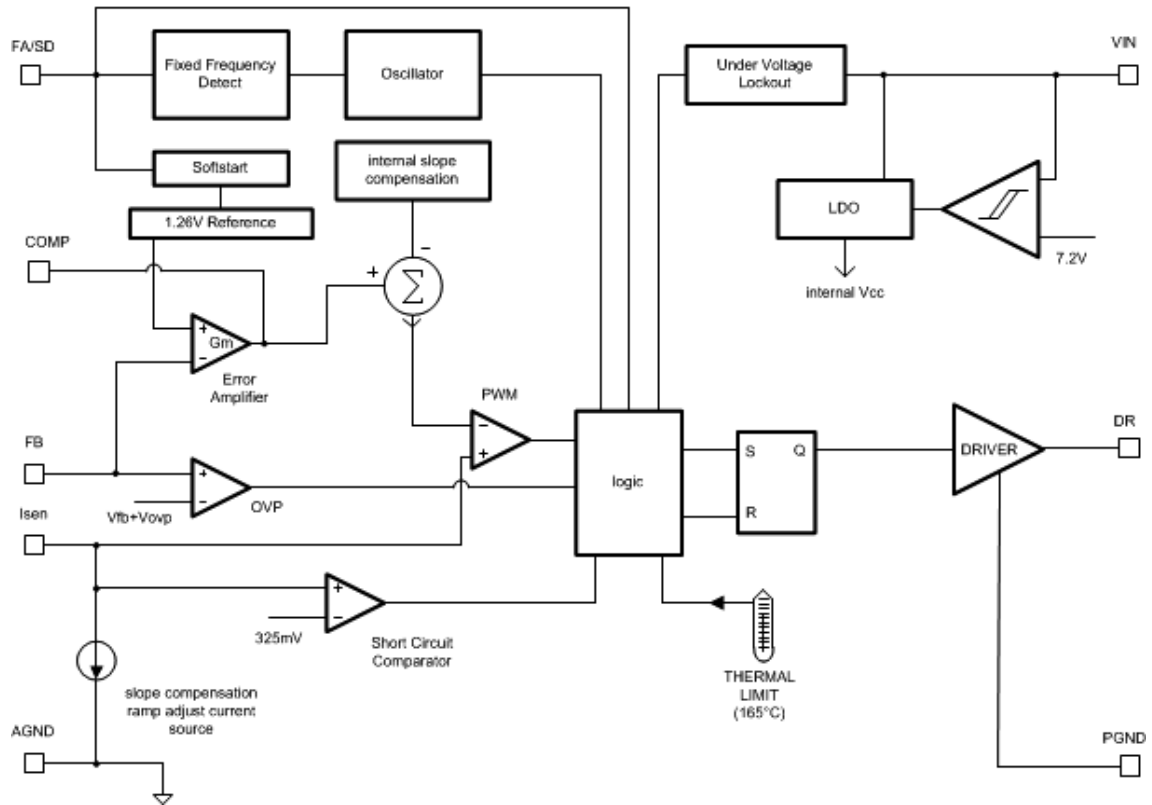 FA/SD
Fixed Frequency
Detect
Oscillator
Under Voltage
Lockout
VIN
Softstart
internal slope
compensation
1.26V Reference
LDO
COMP
7.2V
internal Vcc
+
-
Σ
+
Gm
-
Error
Amplifier
PWM
-
+
FB
+
-
OVP
Vfb+Vovp
logic
S
Q
R
DRIVER
DR
Isen
+
-
325mV
Short Circuit
Comparator
THERMAL
LIMIT
(165°C)
slope compensation
ramp adjust current
source
AGND
PGND